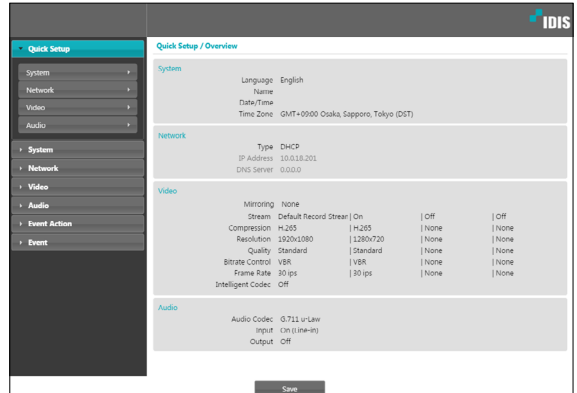 IDIS
Quick Setup
System
Network
Video
Audio
System
Network
Video
Audio
Event Action
Event
Quick Setup / Overview
System
Language English
Name
Date/Time
Time Zone GMT+09:00 Osaka, Sapporo, Tokyo (DST)
Network
Type DHCP
IP Address 10.0.18.201
DNS Server 0.0.0.0
Video
Mirroring None
Stream Default Record Strear | On | Off | Off
Compression H.265 | H.265 | None | None
Resolution 1920x1080 | 1280x720 | None | None
Quality Standard | Standard | None | None
Bitrate Control VBR | VBR | None | None
Frame Rate 30 ips | 30 ips | None | None
Intelligent Codec Off
Audio
Audio Codec G.711 u-Law
Input On (Line-in)
Output Off
Save